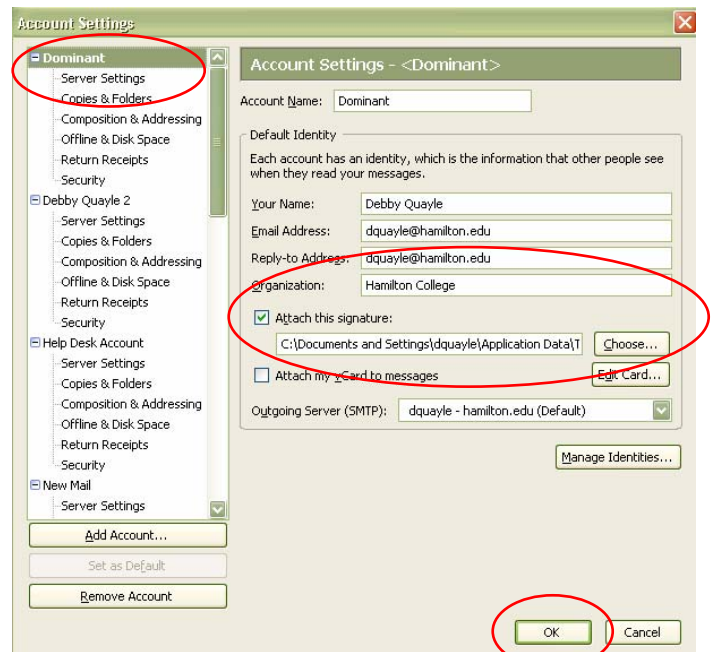 Account Settings
Dominant
Server Settings
Copies & Folders
Composition & Addressing
Offline & Disk Space
Return Receipts
Security
Debby Quayle 2
Server Settings
Copies & Folders
Composition & Addressing
Offline & Disk Space
Return Receipts
Security
Help Desk Account
Server Settings
Copies & Folders
Composition & Addressing
Offline & Disk Space
Return Receipts
Security
New Mail
Server Settings
Add Account...
Set as Default
Remove Account
Account Settings - <Dominant>
Account Name: Dominant
Default Identity
Each account has an identity, which is the information that other people see
when they read your messages.
Your Name: Debby Quayle
Email Address: dquayle@hamilton.edu
Reply-to Address: dquayle@hamilton.edu
Organization: Hamilton College
Attach this signature:
C:\Documents and Settings\dquayle\Application Data\T Choose...
Attach my vCard to messages Edit Card...
Outgoing Server (SMTP): dquayle - hamilton.edu (Default)
Manage Identities...
OK Cancel